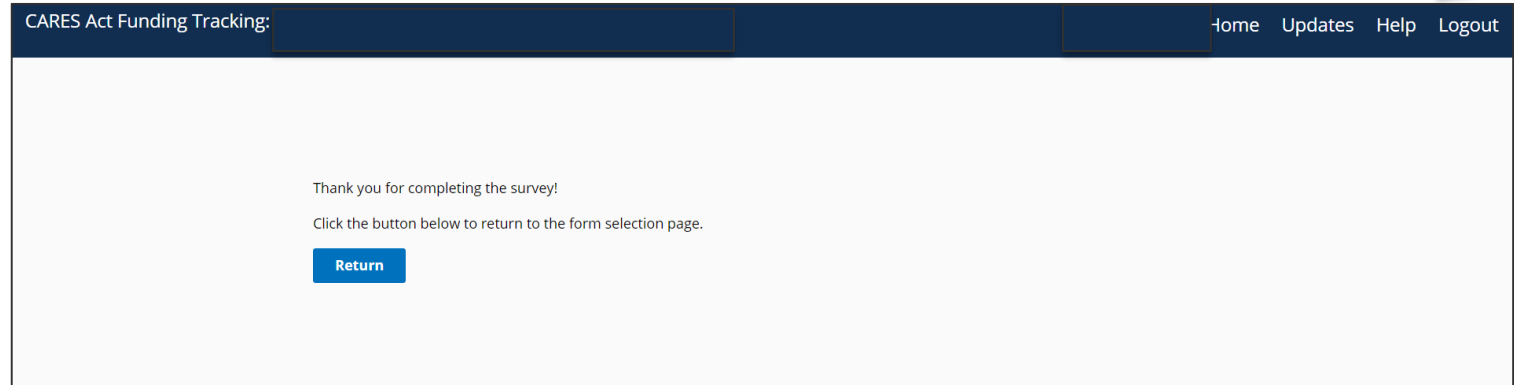 CARES Act Funding Tracking: Home Updates Help Logout
Thank you for completing the survey!
Click the button below to return to the form selection page.
Return